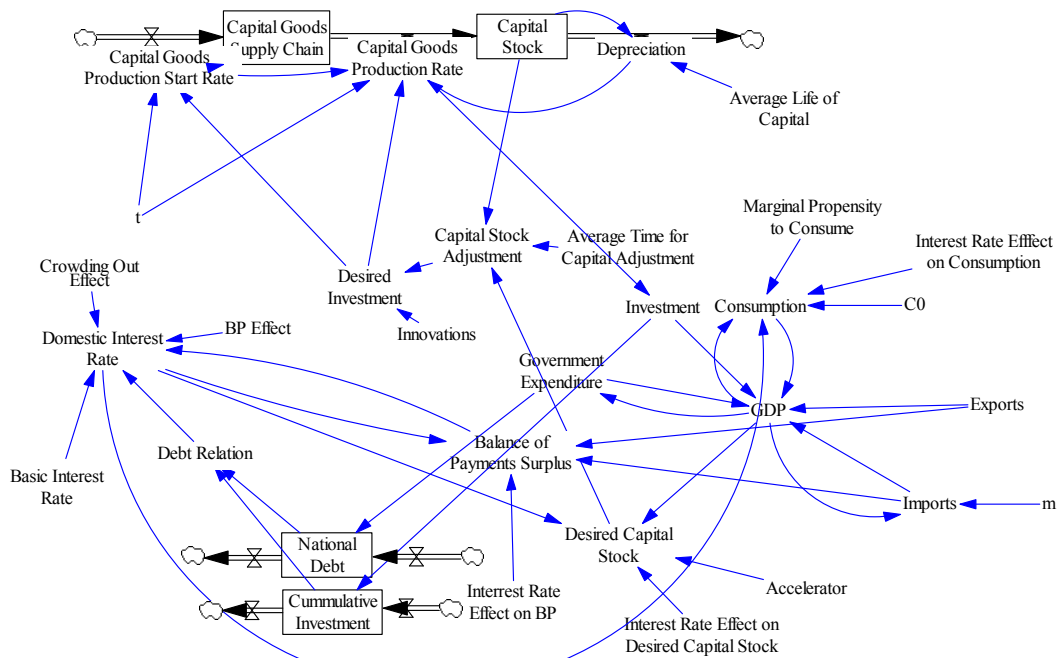 Capital Goods
Supply Chain
Capital
Stock
Capital Goods
Production Rate
Depreciation
Capital Goods
Production Start Rate
Average Life of
Capital
t
Marginal Propensity
to Consume
Capital Stock
Adjustment
Average Time for
Capital Adjustment
Interest Rate Efffect
on Consumption
Crowding Out
Effect
Desired
Investment
Investment
Consumption
C0
Innovations
BP Effect
Domestic Interest
Rate
Government
Expenditure
GDP
Exports
Balance of
Payments Surplus
Debt Relation
Basic Interest
Rate
Imports
m
Desired Capital
Stock
National
Debt
Accelerator
Interrest Rate
Effect on BP
Cummulative
Investment
Interest Rate Effect on
Desired Capital Stock